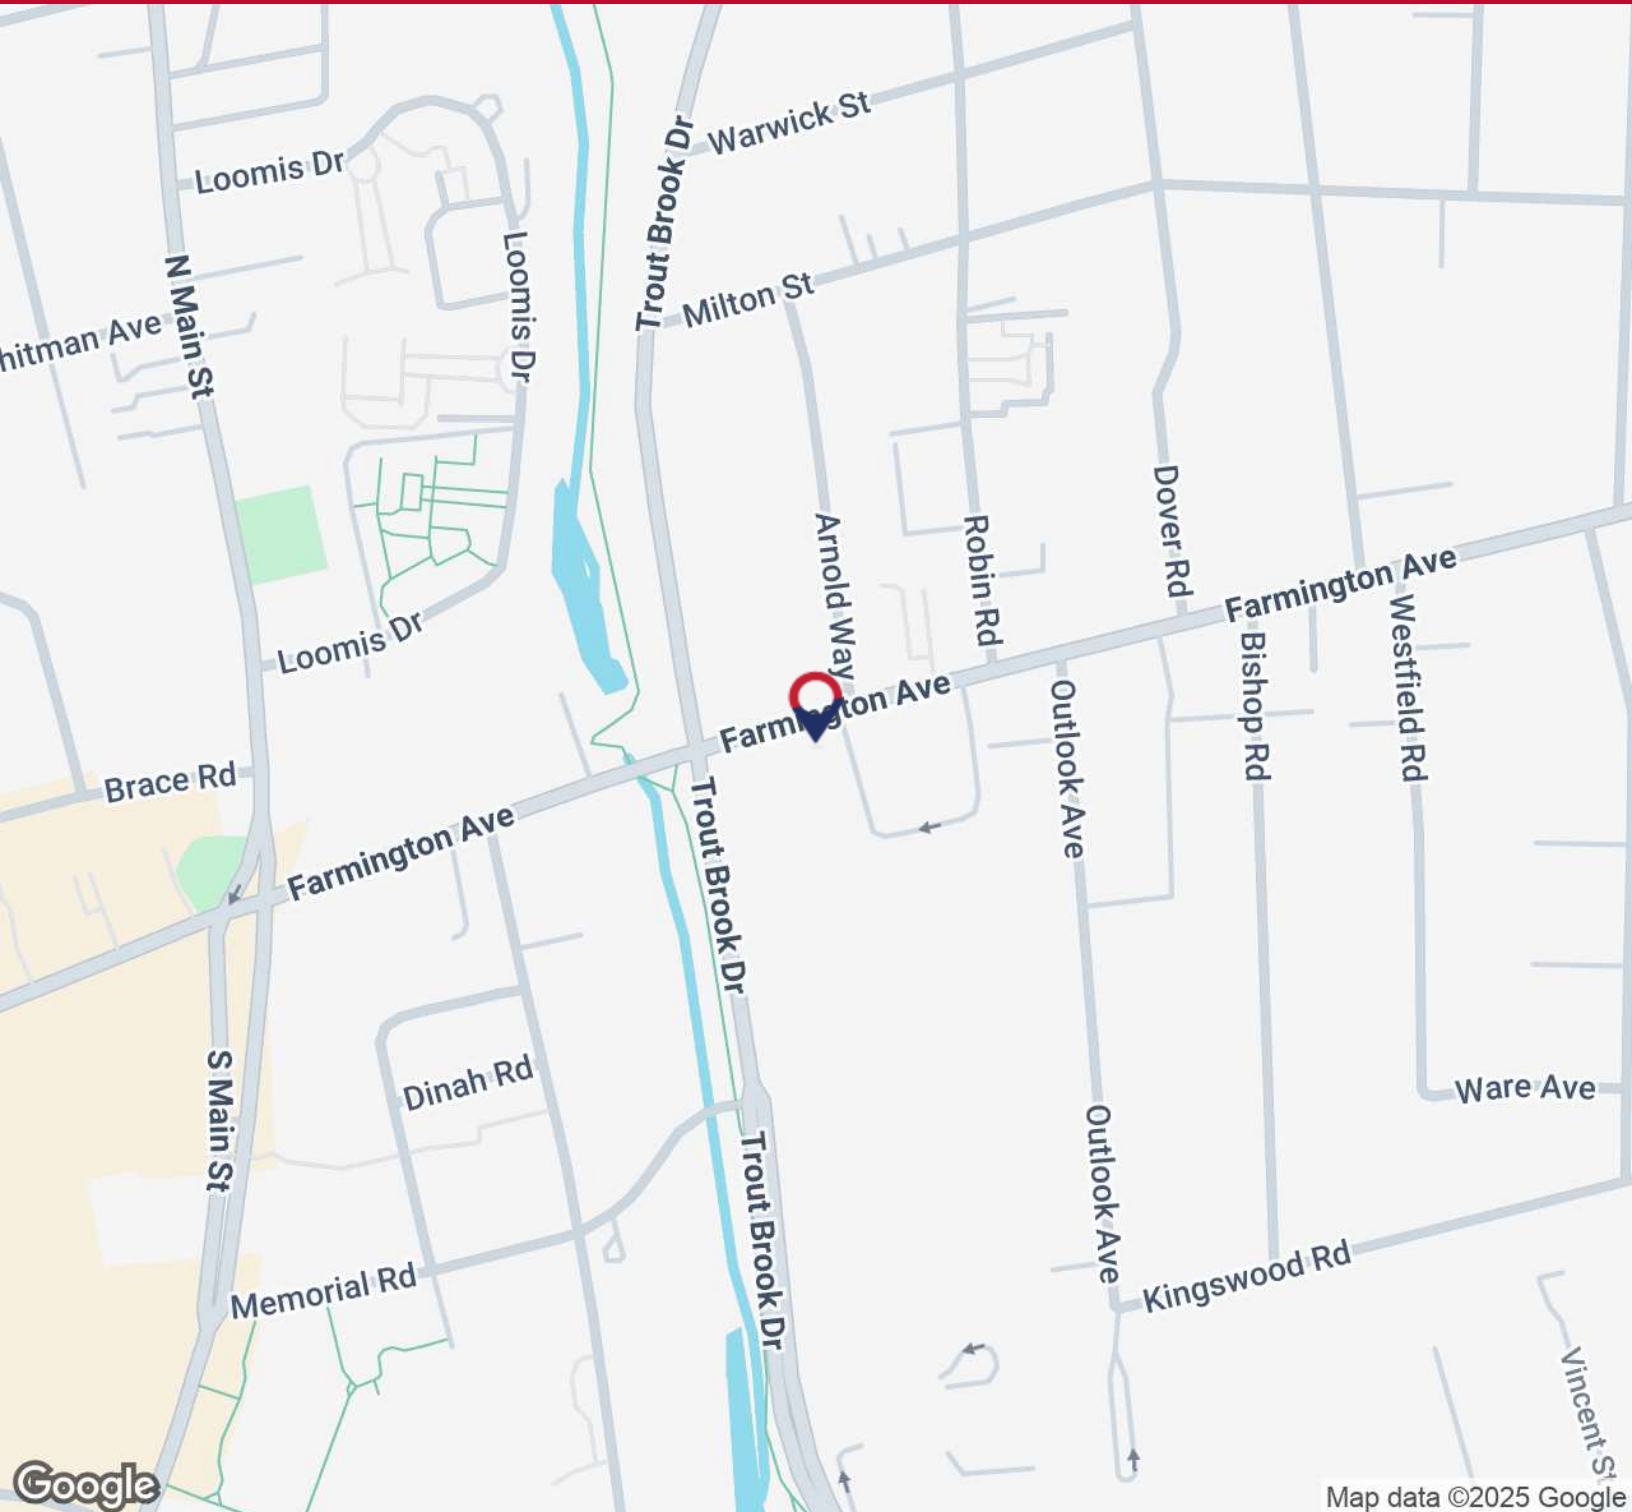 Warwick St
Loomis Dr
Trout Brook Dr
Loomis Dr
N Main St
Milton St
hitman Ave
Dover Rd
Arnold Way
Robin Rd
Farmington Ave
Westfield Rd
Loomis Dr
Bishop Rd
Farmington Ave
Outlook Ave
Brace Rd
Trout Brook Dr
Farmington Ave
S Main St
Dinah Rd
Ware Ave
Outlook Ave
Trout Brook Dr
Kingswood Rd
Memorial Rd
Vincent St
Google
Map data ©2025 Google